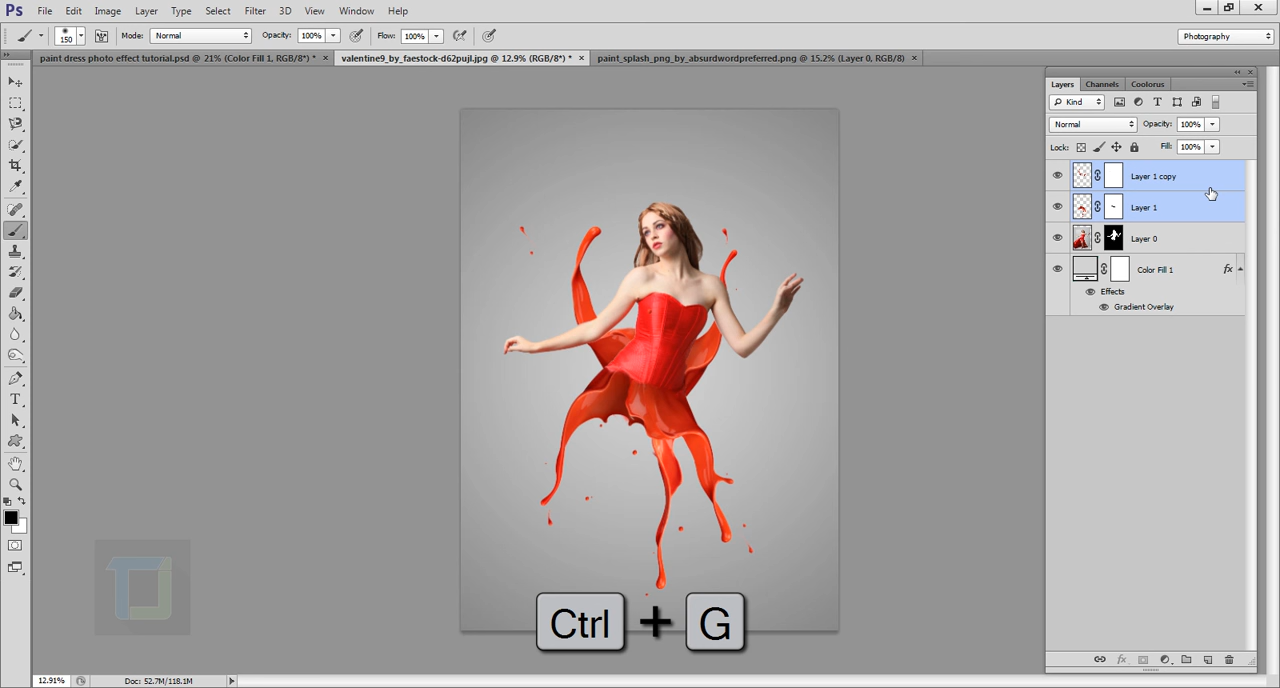 Ps File Edit Image Layer Type Select Filter 3D View Window Help
150 Mode: Normal Opacity: 100% Flow: 100% Photography
paint dress photo effect tutorial.psd @ 21% (Color Fill 1, RGB/8*) * × valentine9_by_faestock-d62pujl.jpg @ 12.9% (RGB/8*) * × paint_splash_png_by_absurdwordpreferred.png @ 15.2% (Layer 0, RGB/8) ×
Layers Channels Coolorus
Kind
Normal Opacity: 100%
Lock: Fill: 100%
Layer 1 copy
Layer 1
Layer 0
Color Fill 1 fx
Effects
Gradient Overlay
Ctrl + G
fx
12.91% Doc: 52.7M/118.1M